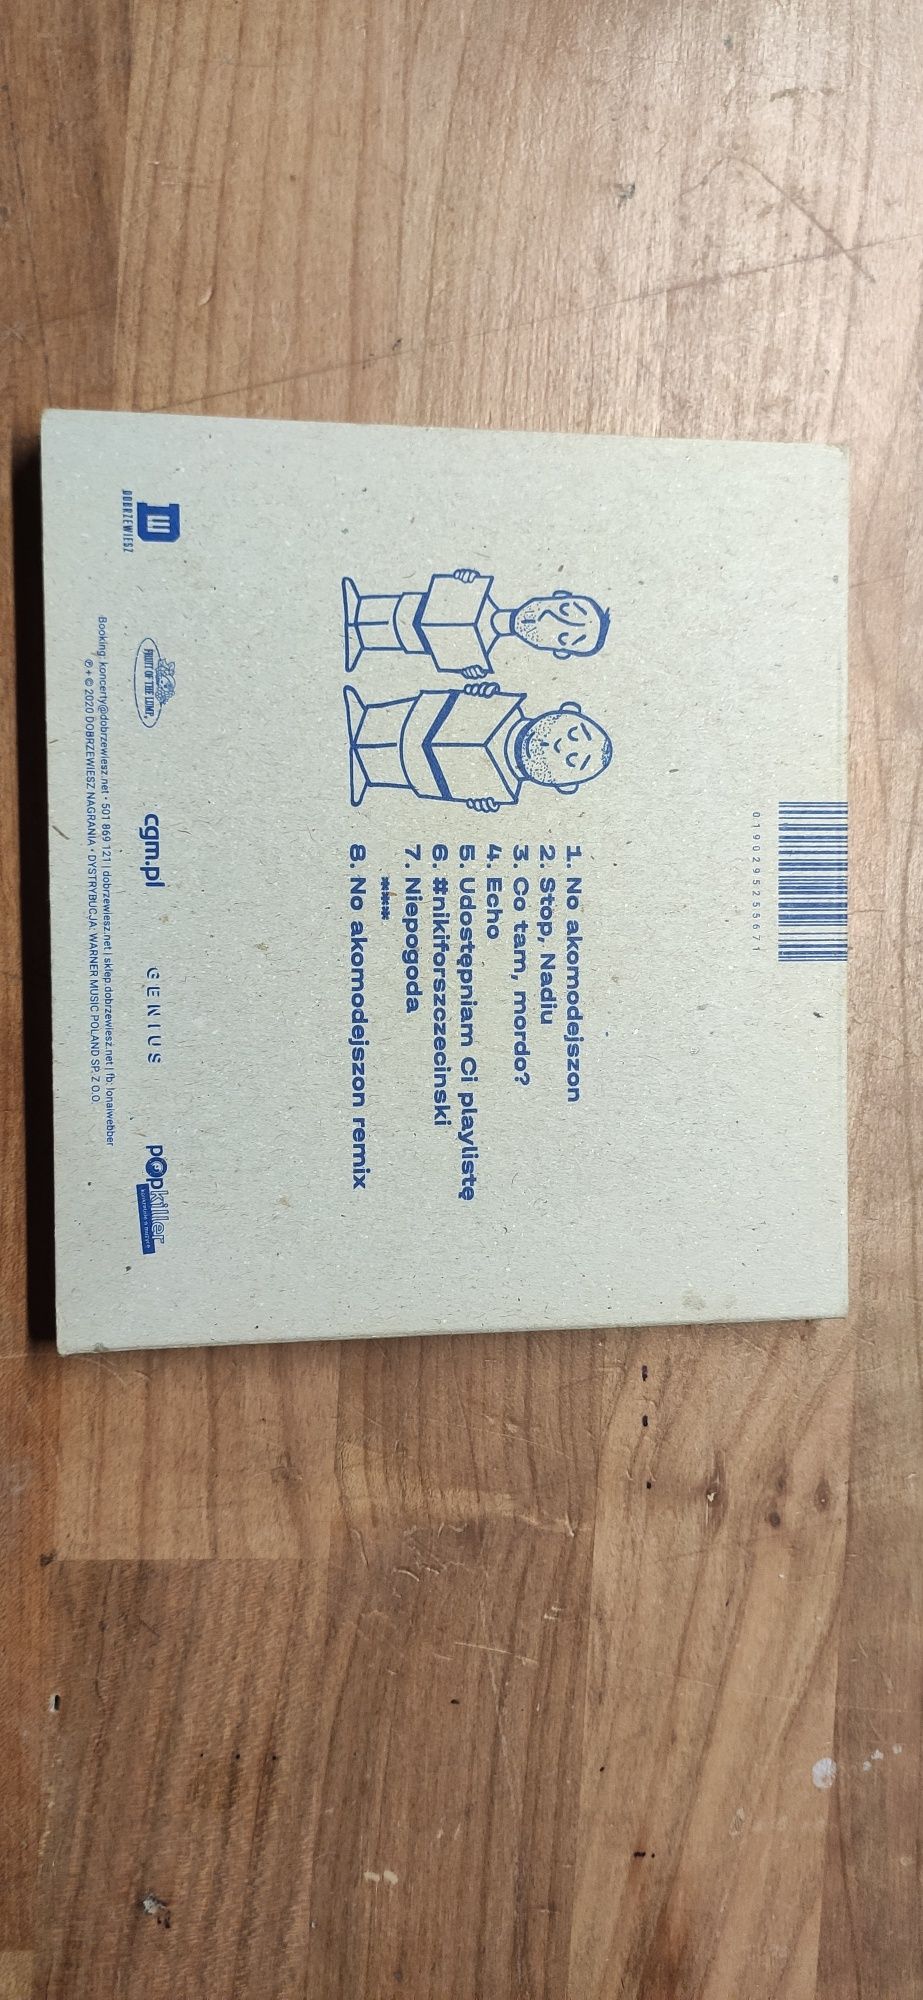 0190295255671
1. No akomodejszon
2. Stop, Nadiu
3. Co tam, mordo?
4. Echo
5. Udostępniam Ci playlistę
6. #nikiforszczecinski
7. Niepogoda
***
8. No akomodejszon remix
DOBRZEWIESZ
FRUIT OF THE LOMP.
cgm.pl
GENIUS
popkiller
Booking: koncerty@dobrzewiesz.net • 501 869 121 | dobrzewiesz.net | sklep.dobrzewiesz.net | fb: lonaiwebber
℗ + © 2020 DOBRZEWIESZ NAGRANIA • DYSTRYBUCJA: WARNER MUSIC POLAND SP. Z O.O.